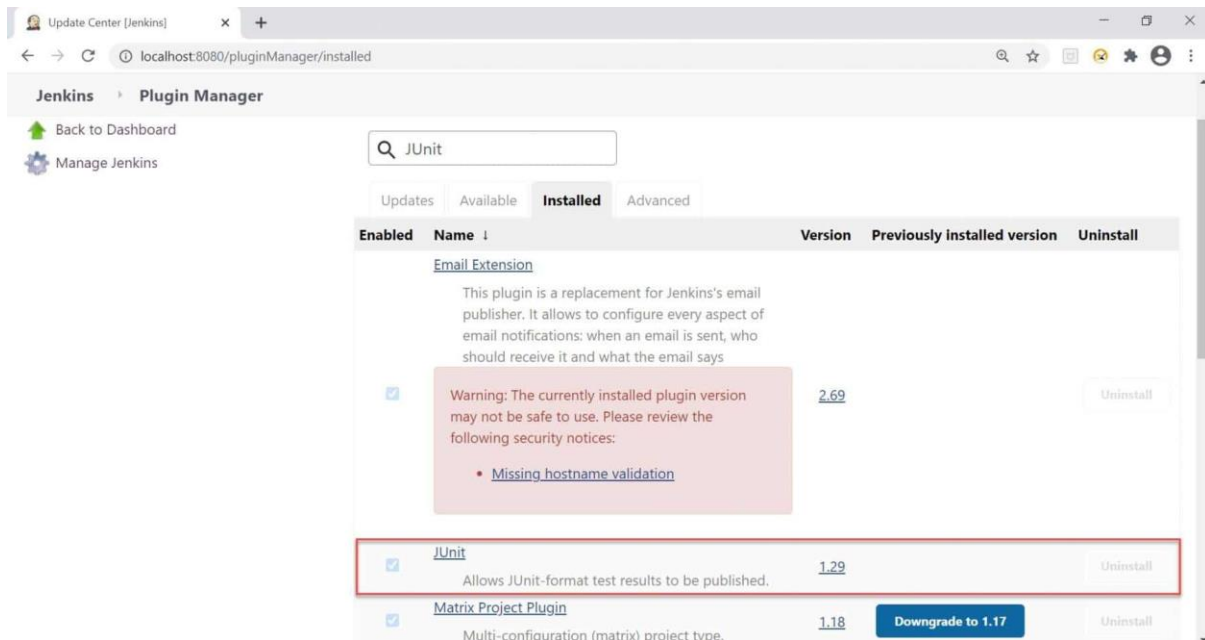 Update Center [Jenkins]
localhost:8080/pluginManager/installed
Jenkins Plugin Manager
Back to Dashboard
Manage Jenkins
JUnit
Updates Available Installed Advanced
Enabled Name ↓ Version Previously installed version Uninstall
Email Extension
This plugin is a replacement for Jenkins's email
publisher. It allows to configure every aspect of
email notifications: when an email is sent, who
should receive it and what the email says
Warning: The currently installed plugin version
may not be safe to use. Please review the
following security notices:
• Missing hostname validation
2.69 Uninstall
JUnit
Allows JUnit-format test results to be published.
1.29 Uninstall
Matrix Project Plugin
Multi-configuration (matrix) project type.
1.18 Downgrade to 1.17 Uninstall